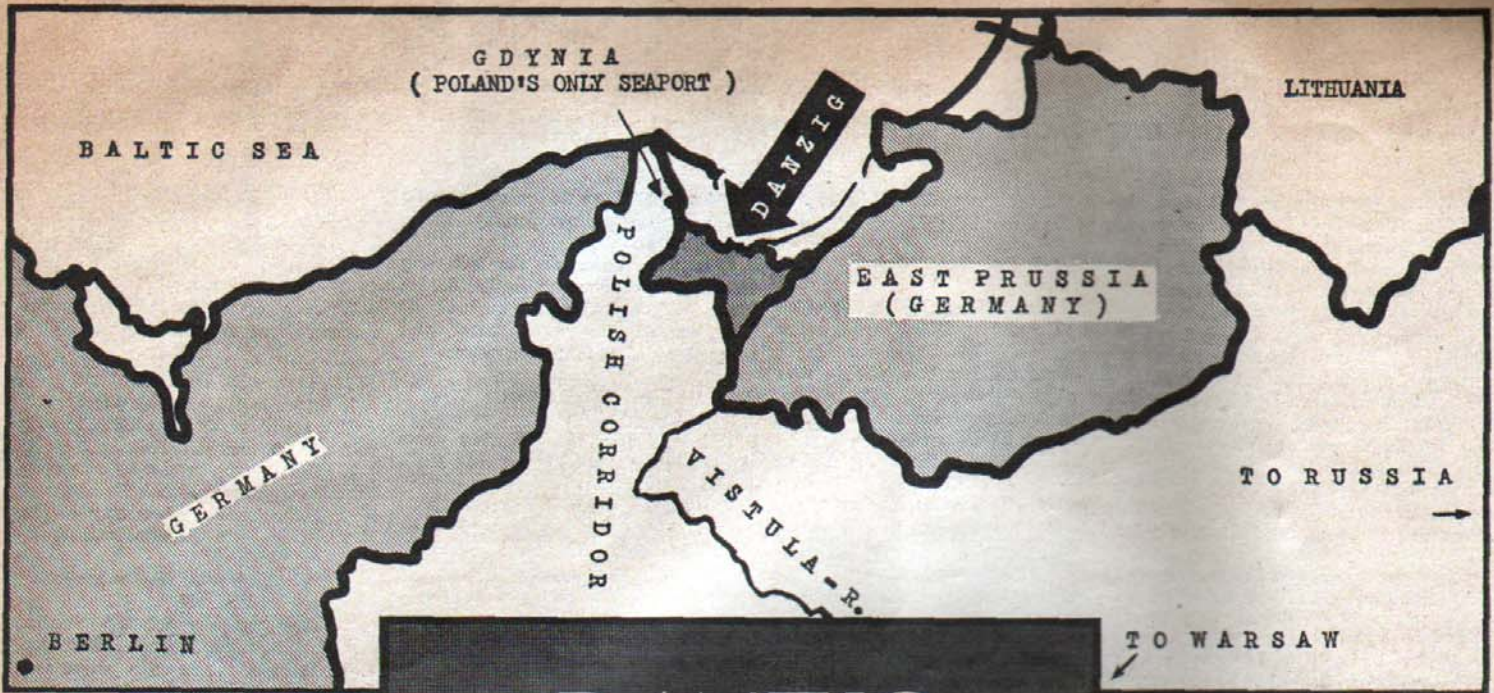 GDYNIA
( POLAND'S ONLY SEAPORT )
LITHUANIA
BALTIC SEA
DANZIG
POLISH CORRIDOR
EAST PRUSSIA
(GERMANY)
GERMANY
VISTULA-R.
TO RUSSIA
BERLIN
TO WARSAW